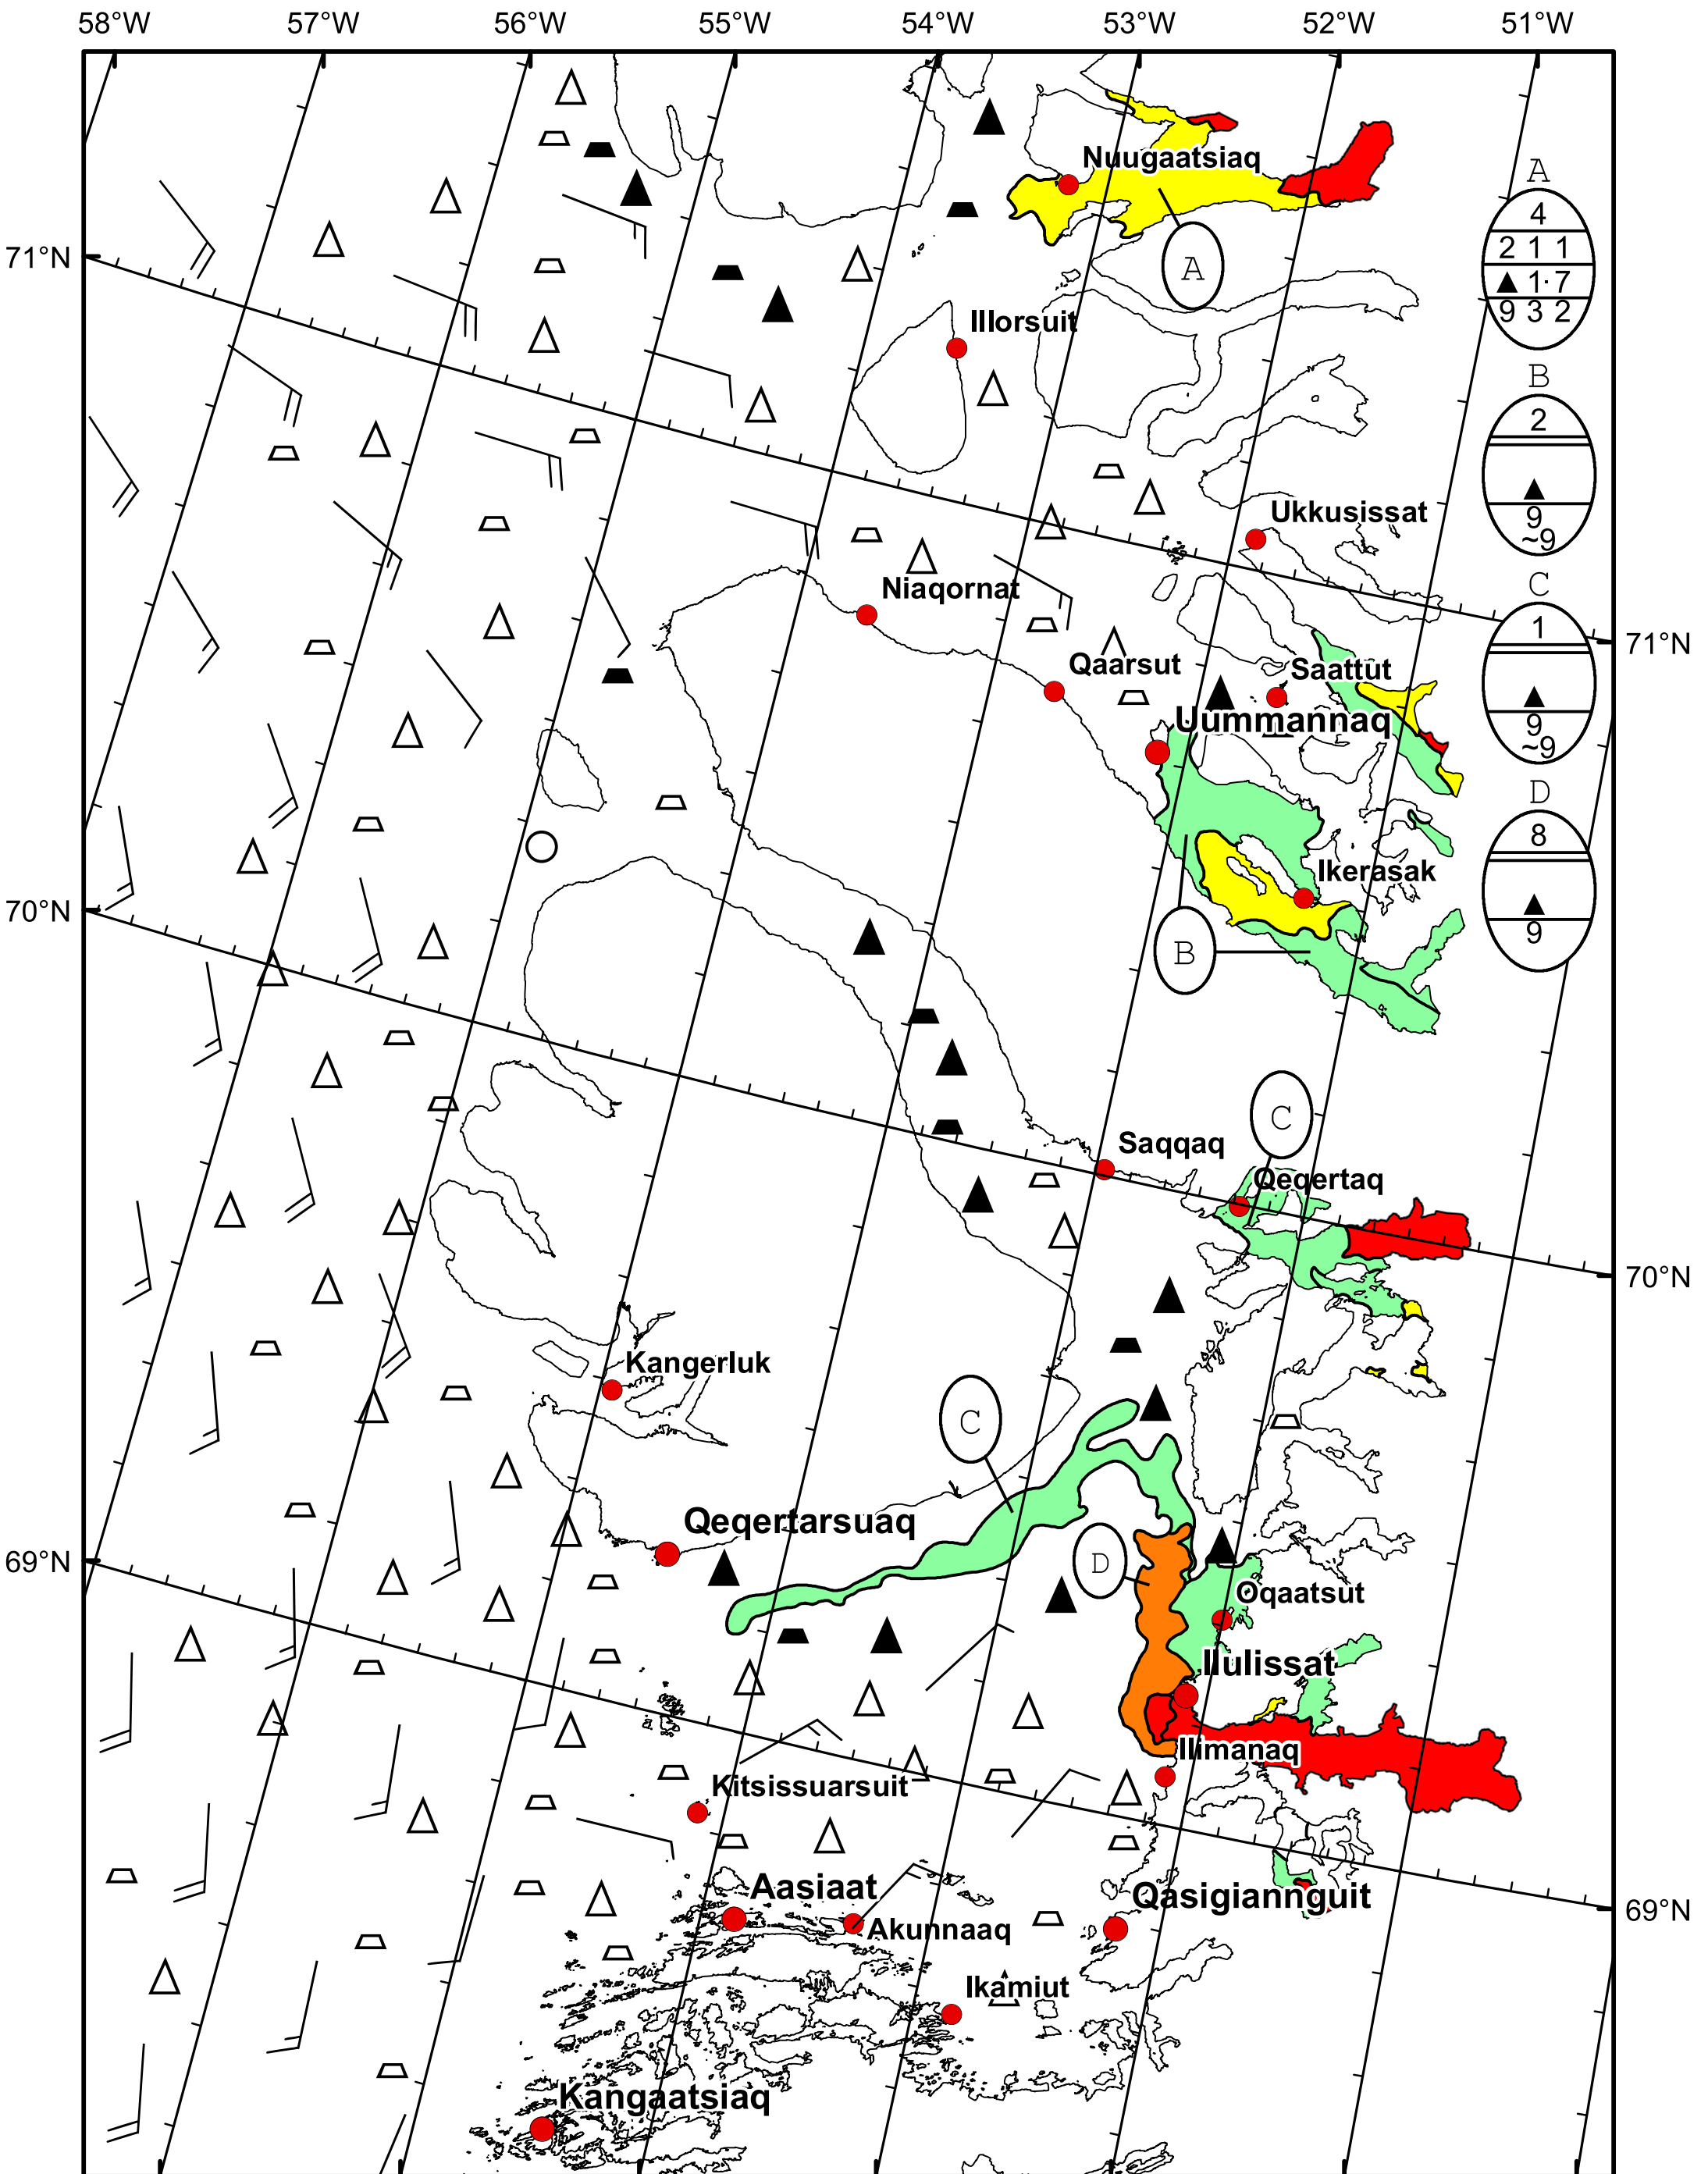 58°W 57°W 56°W 55°W 54°W 53°W 52°W 51°W
Nuugaatsiaq
A
4
2 1 1
▲ 1·7
9 3 2
71°N
A
Illorsuit
B
2
▲
9
~9
Ukkusissat
Niaqornat
C
1
▲
9
~9
71°N
Qaarsut
Saattut
Uummannaq
D
8
▲
9
Ikerasak
70°N
B
C
Saqqaq
Qeqertaq
70°N
Kangerluk
C
Qeqertarsuaq
69°N
D
Oqaatsut
Ilulissat
Ilimanaq
Kitsissuarsuit
Aasiaat
Qasigiannguit
69°N
Akunnaaq
Ikamiut
Kangaatsiaq